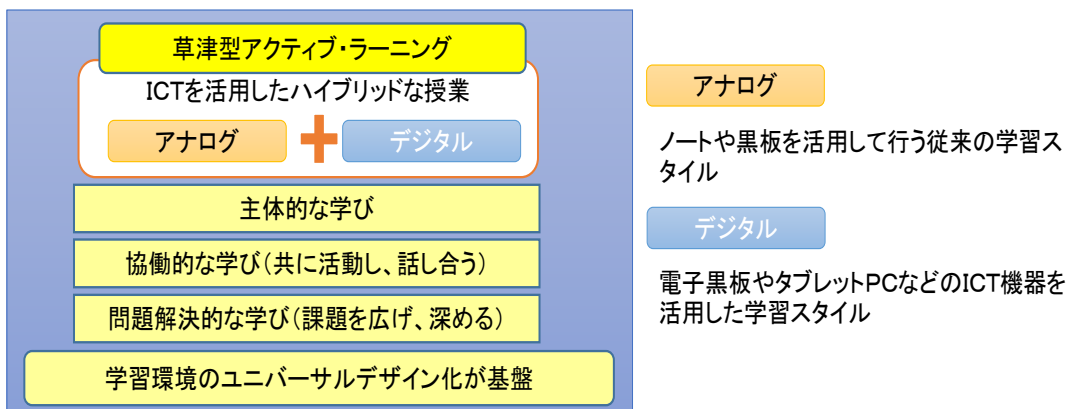 草津型アクティブ・ラーニング
ICTを活用したハイブリッドな授業
アナログ
デジタル
主体的な学び
協働的な学び(共に活動し、話し合う)
問題解決的な学び(課題を広げ、深める)
学習環境のユニバーサルデザイン化が基盤
アナログ
ノートや黒板を活用して行う従来の学習ス
タイル
デジタル
電子黒板やタブレットPCなどのICT機器を
活用した学習スタイル